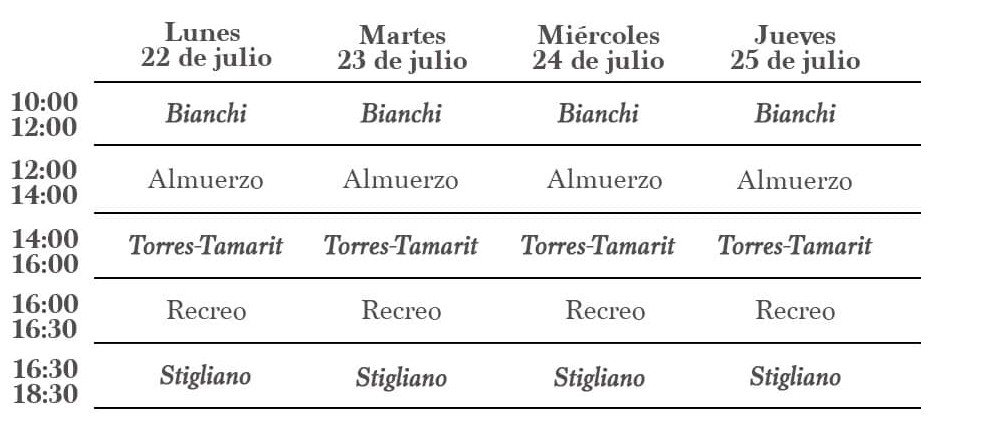 Lunes Martes Miércoles Jueves
22 de julio 23 de julio 24 de julio 25 de julio
10:00
12:00
Bianchi Bianchi Bianchi Bianchi
12:00
14:00
Almuerzo Almuerzo Almuerzo Almuerzo
14:00
16:00
Torres-Tamarit Torres-Tamarit Torres-Tamarit Torres-Tamarit
16:00
16:30
Recreo Recreo Recreo Recreo
16:30
18:30
Stigliano Stigliano Stigliano Stigliano